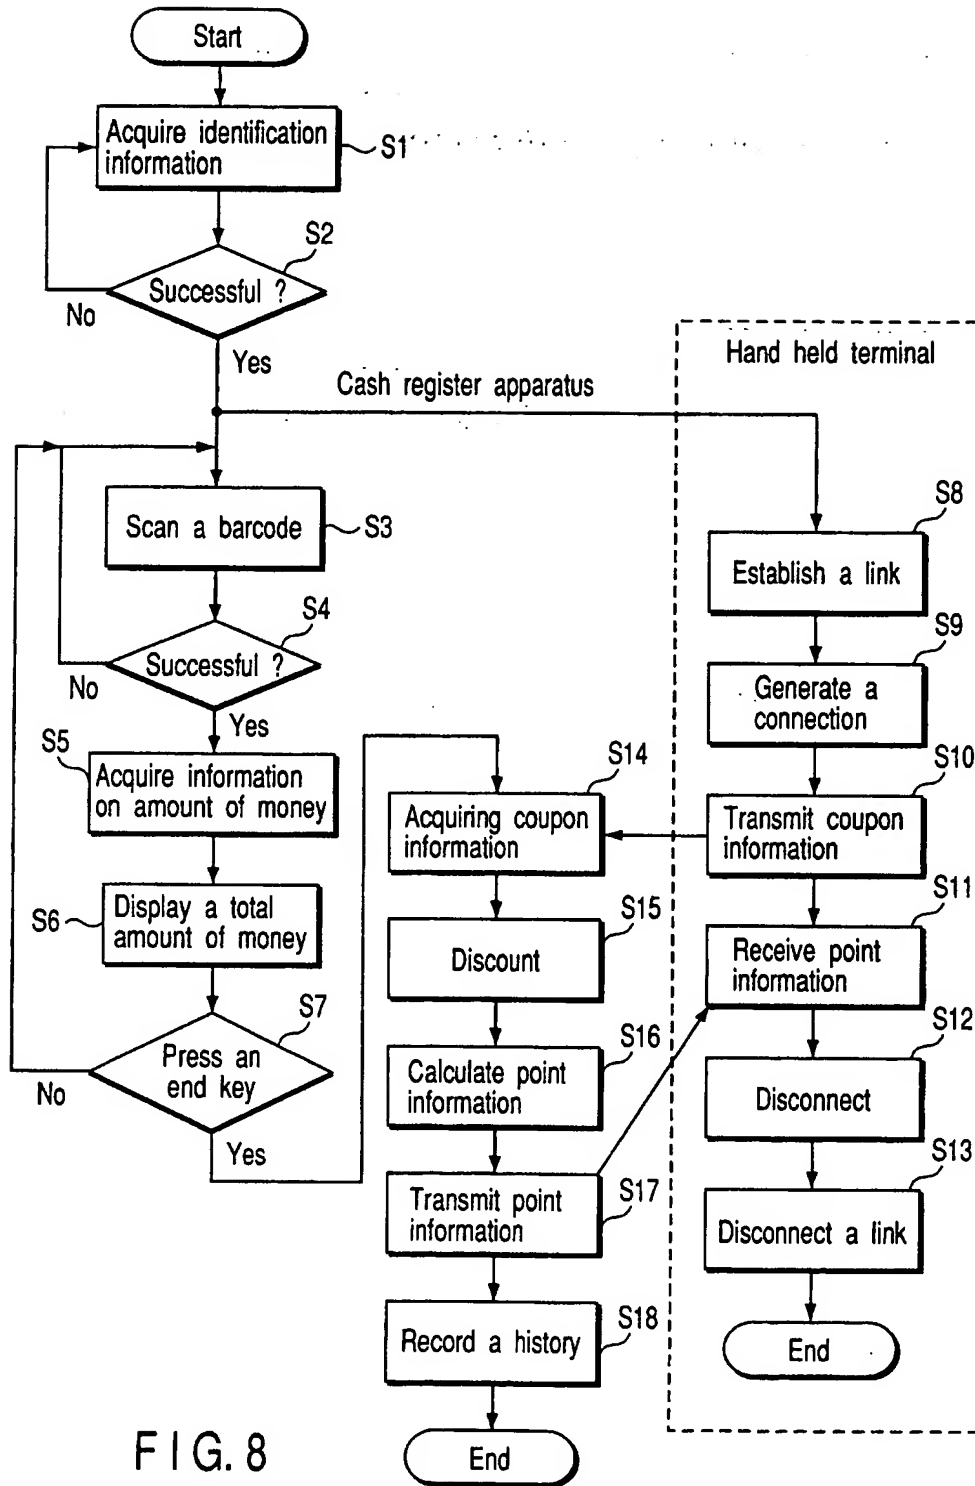 Start
Acquire identification
information
S1
S2
Successful ?
No
Yes
Cash register apparatus
Hand held terminal
Scan a barcode
S3
S4
Successful ?
No
Yes
S5
Acquire information
on amount of money
S6
Display a total
amount of money
S7
Press an
end key
No
Yes
S14
Acquiring coupon
information
S15
Discount
S16
Calculate point
information
Transmit point
information
S17
Record a history
S18
End
S8
Establish a link
S9
Generate a
connection
S10
Transmit coupon
information
S11
Receive point
information
S12
Disconnect
S13
Disconnect a link
End
FIG. 8